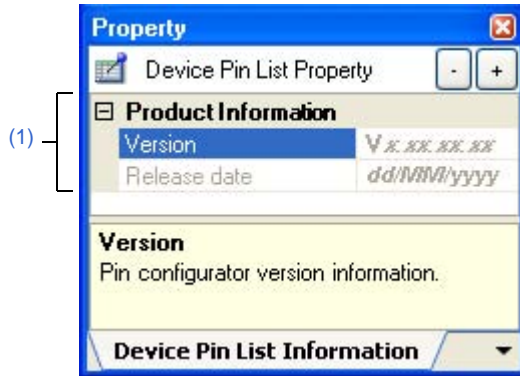 Property
Device Pin List Property - +
(1)
Product Information
Version V x.xx.xx.xx
Release date dd/MM/yyyy
Version
Pin configurator version information.
Device Pin List Information